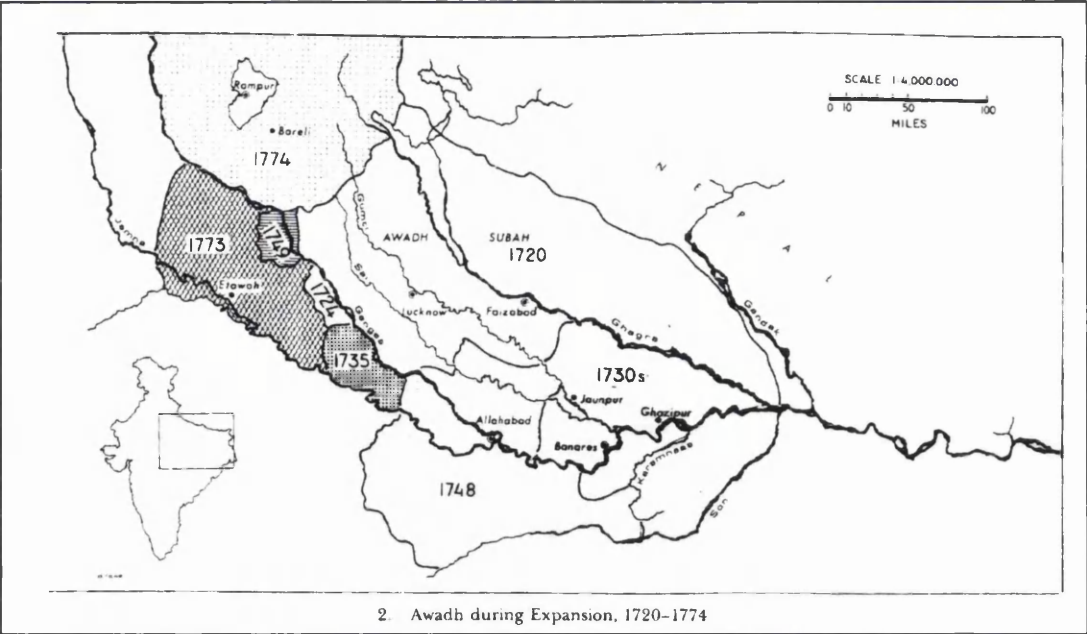 SCALE 1:4,000,000
0 10 50 100
MILES
Rampur
Bareli
1774
NEPAL
Jamna
1773
1749
Gumti
AWADH SUBAH
1720
Sai
Etawah
1724
Ganges
Lucknow
Faizabad
Ghagra
Gandak
1735
1730s
Jaunpur
Ghazipur
Allahabad
Banares
Karamnasa
1748
Son
2. Awadh during Expansion, 1720–1774